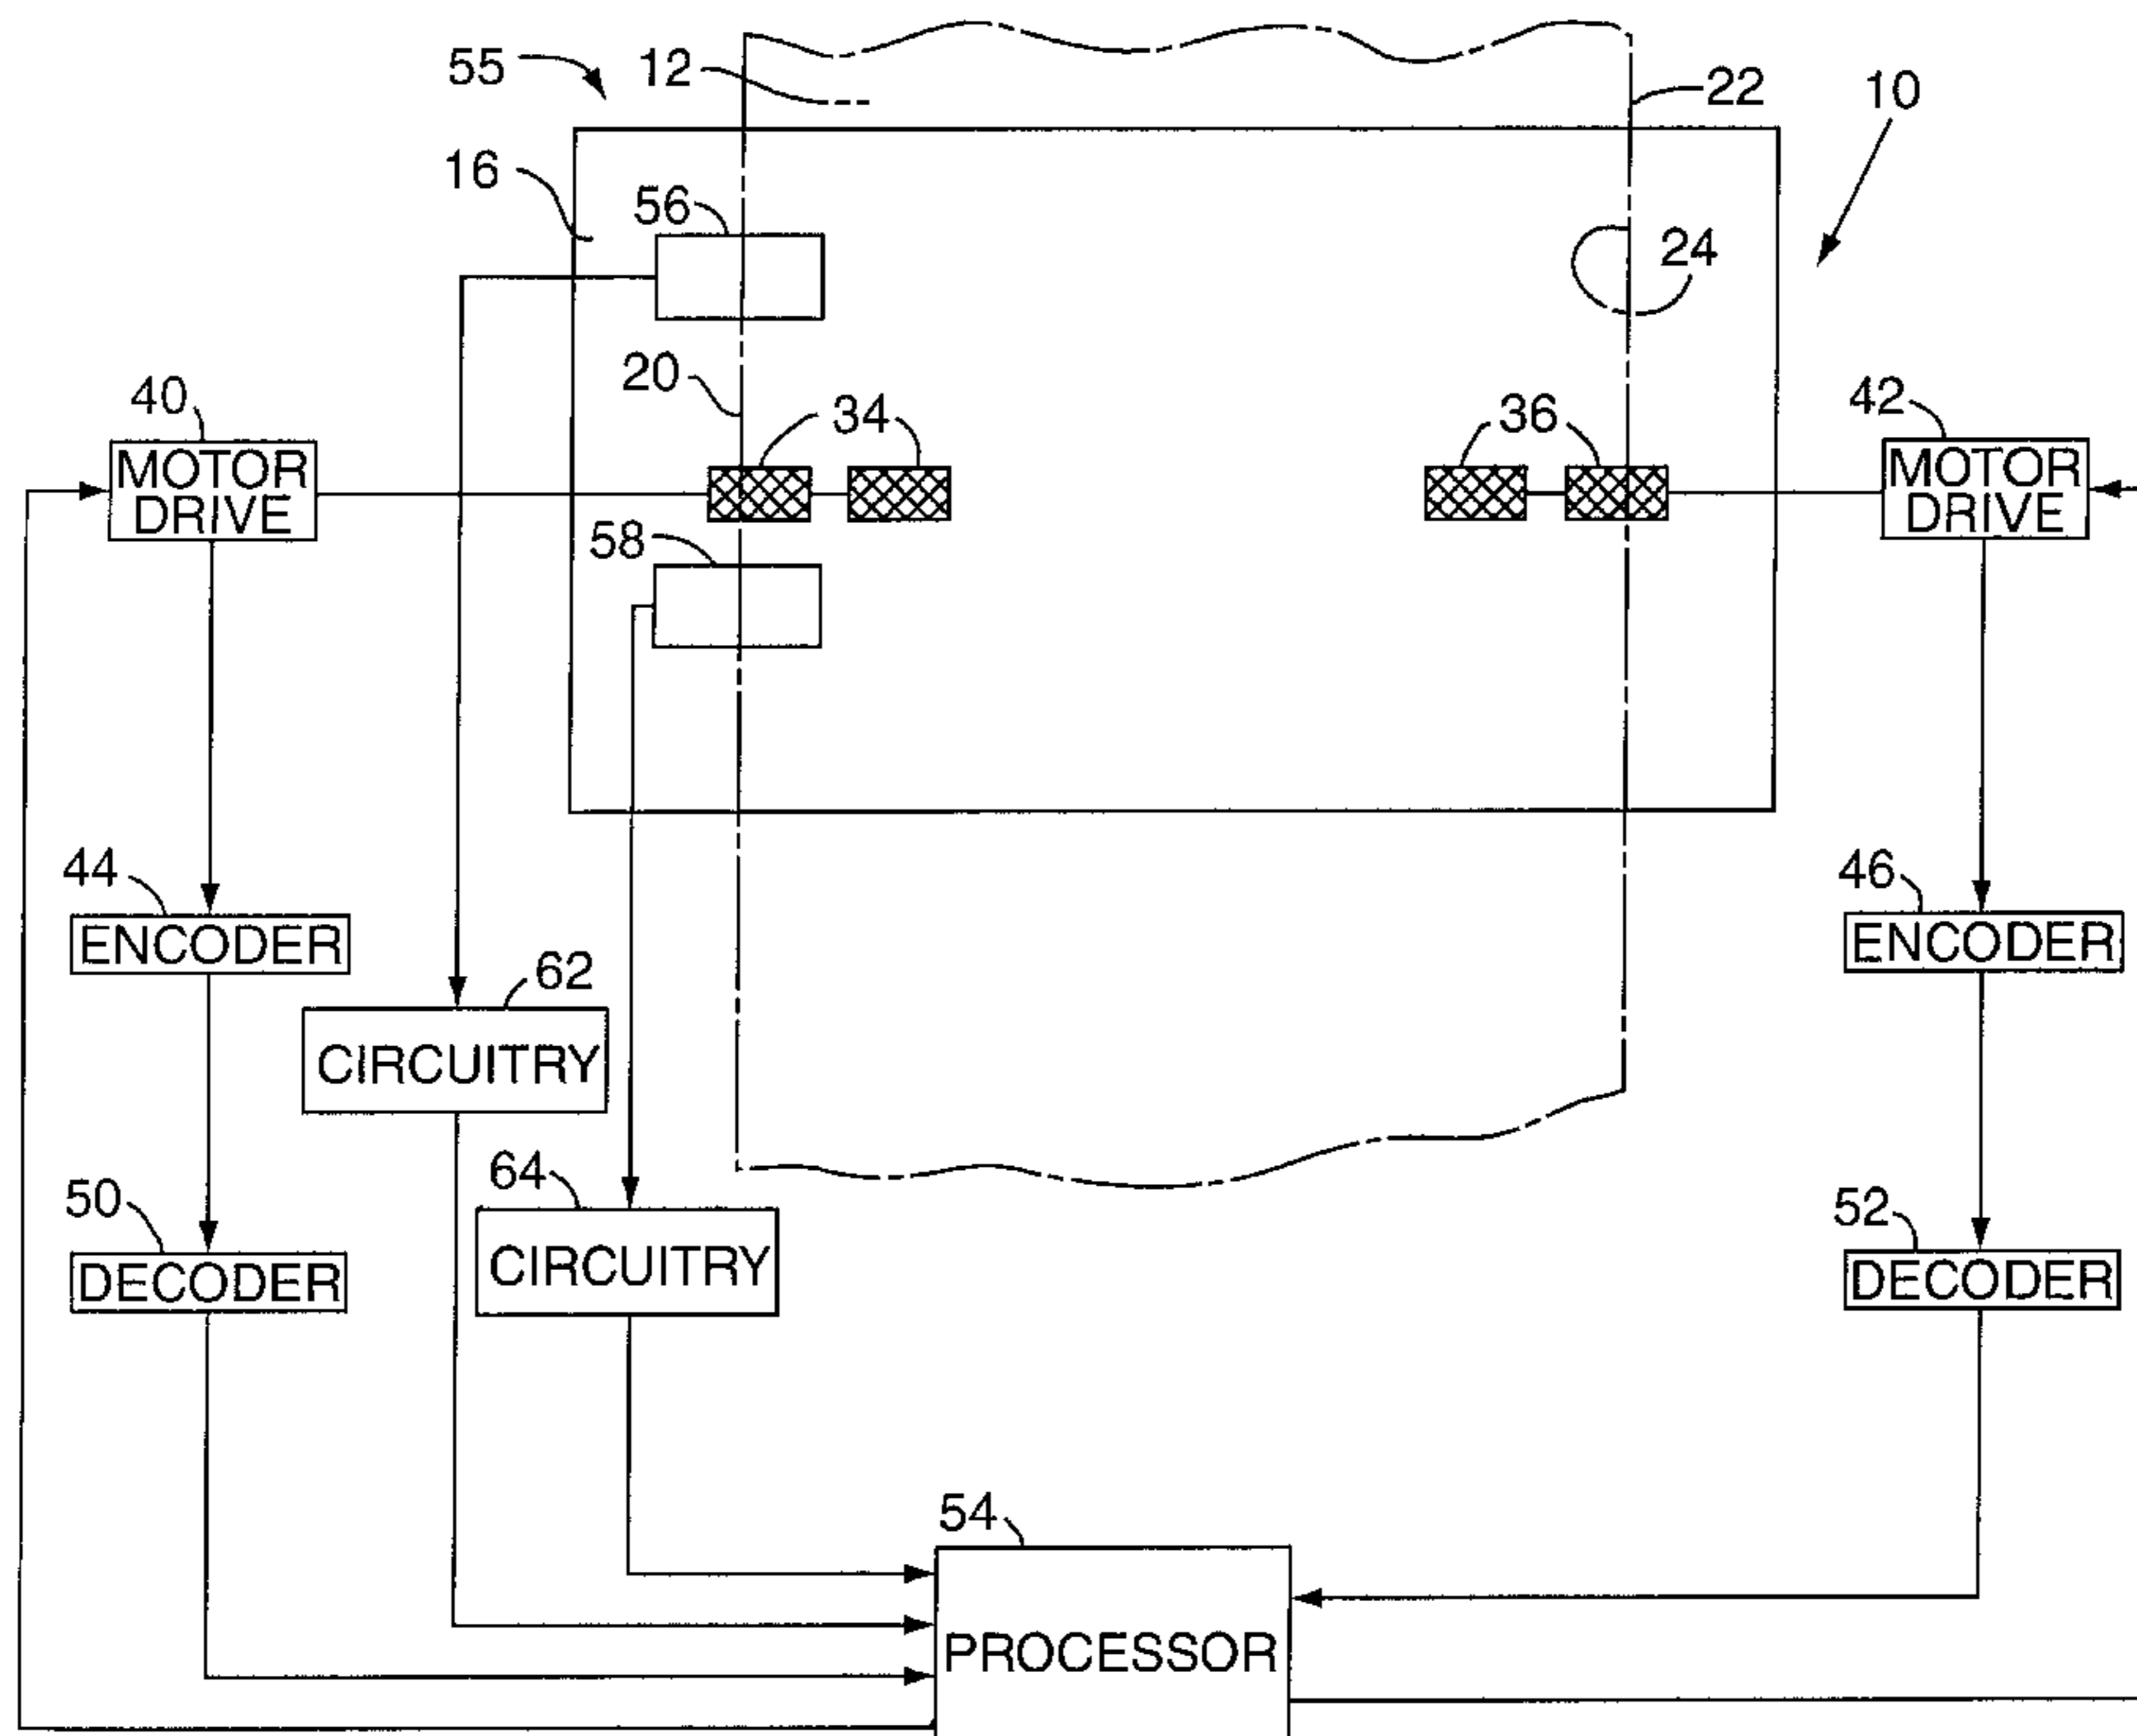 55
12
22
10
16
56
24
20
40
34
36
42
MOTOR
DRIVE
MOTOR
DRIVE
58
44
ENCODER
46
ENCODER
62
CIRCUITRY
64
CIRCUITRY
50
DECODER
52
DECODER
54
PROCESSOR